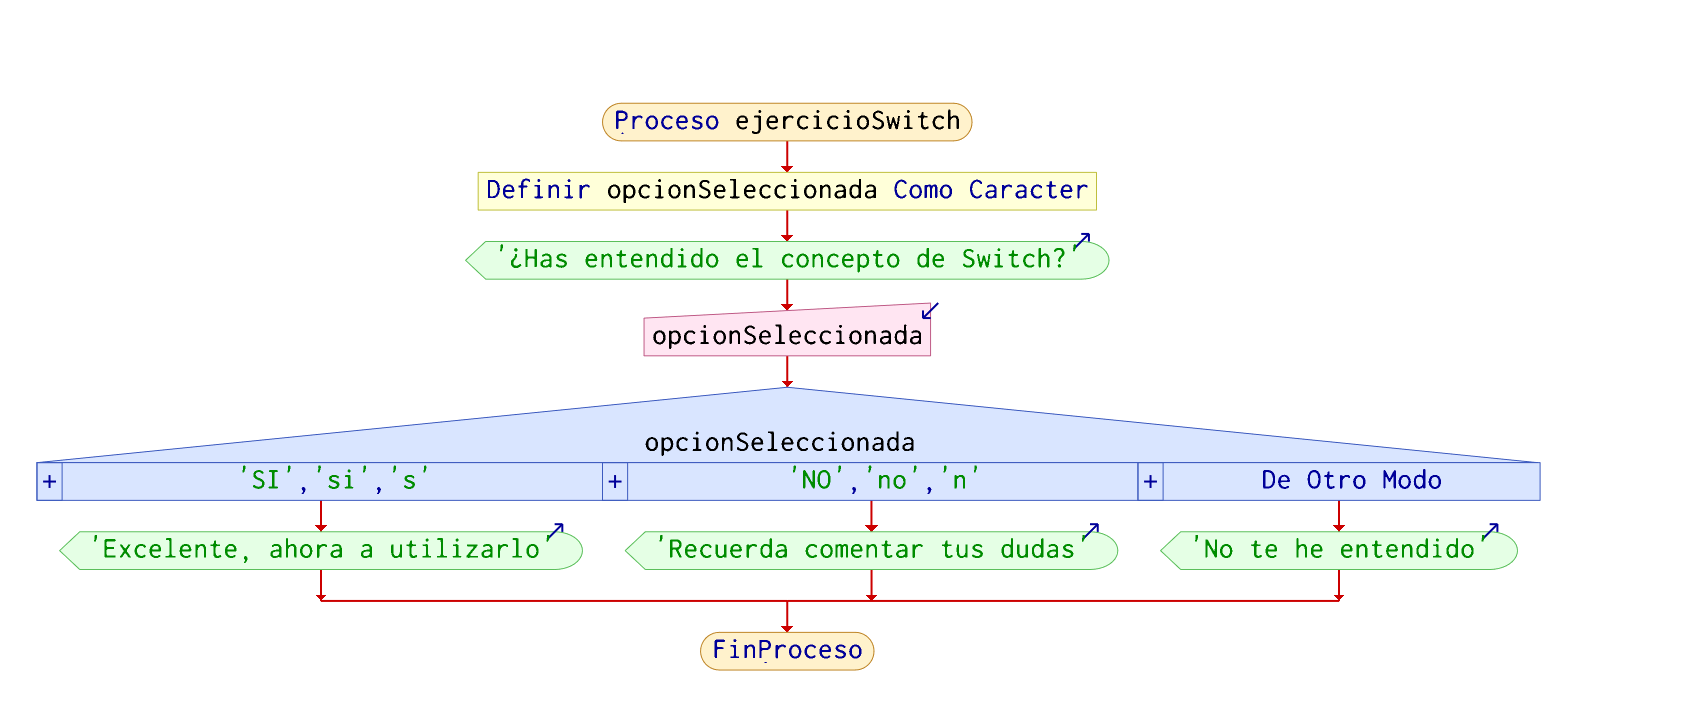 Proceso ejercicioSwitch
Definir opcionSeleccionada Como Caracter
'¿Has entendido el concepto de Switch?'
opcionSeleccionada
opcionSeleccionada
+ 'SI','si','s' + 'NO','no','n' + De Otro Modo
'Excelente, ahora a utilizarlo' 'Recuerda comentar tus dudas' 'No te he entendido'
FinProceso